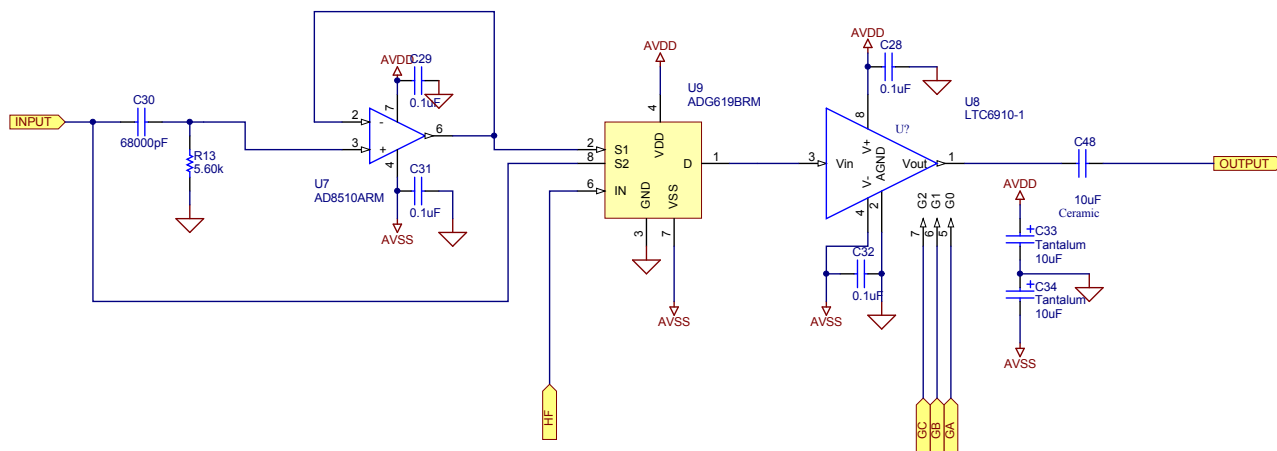 INPUT
C30
68000pF
R13
5.60k
2
-
3
+
7
4
6
U7
AD8510ARM
AVDD
C29
0.1uF
C31
0.1uF
AVSS
AVDD
U9
ADG619BRM
4
2
S1
8
S2
6
IN
VDD
D
1
GND
VSS
3
7
AVSS
HF
AVDD
C28
0.1uF
U8
LTC6910-1
8
U?
3
Vin
V+
V-
AGND
Vout
1
4
2
C32
0.1uF
AVSS
G2
G1
G0
7
6
5
GC
GB
GA
C48
10uF
Ceramic
OUTPUT
AVDD
+
C33
Tantalum
10uF
+
C34
Tantalum
10uF
AVSS